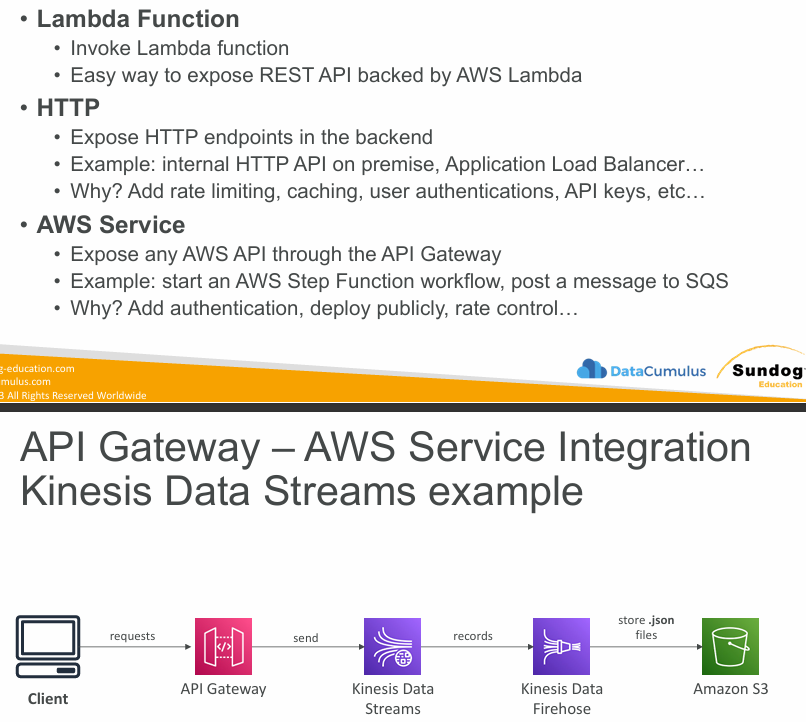 • Lambda Function
• Invoke Lambda function
• Easy way to expose REST API backed by AWS Lambda
• HTTP
• Expose HTTP endpoints in the backend
• Example: internal HTTP API on premise, Application Load Balancer…
• Why? Add rate limiting, caching, user authentications, API keys, etc…
• AWS Service
• Expose any AWS API through the API Gateway
• Example: start an AWS Step Function workflow, post a message to SQS
• Why? Add authentication, deploy publicly, rate control…
g-education.com
mulus.com
3 All Rights Reserved Worldwide
DataCumulus
Sundog
Education
API Gateway – AWS Service Integration
Kinesis Data Streams example
requests
send
records
store .json
files
Client
API Gateway
Kinesis Data
Streams
Kinesis Data
Firehose
Amazon S3